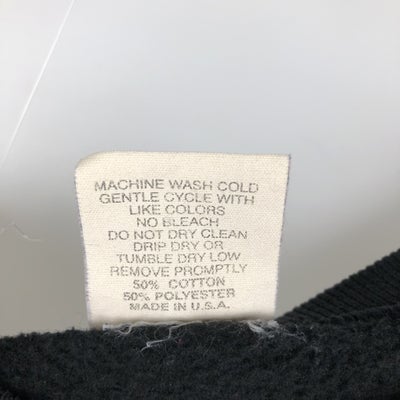 MACHINE WASH COLD
GENTLE CYCLE WITH
LIKE COLORS
NO BLEACH
DO NOT DRY CLEAN
DRIP DRY OR
TUMBLE DRY LOW
REMOVE PROMPTLY
50% COTTON
50% POLYESTER
MADE IN U.S.A.